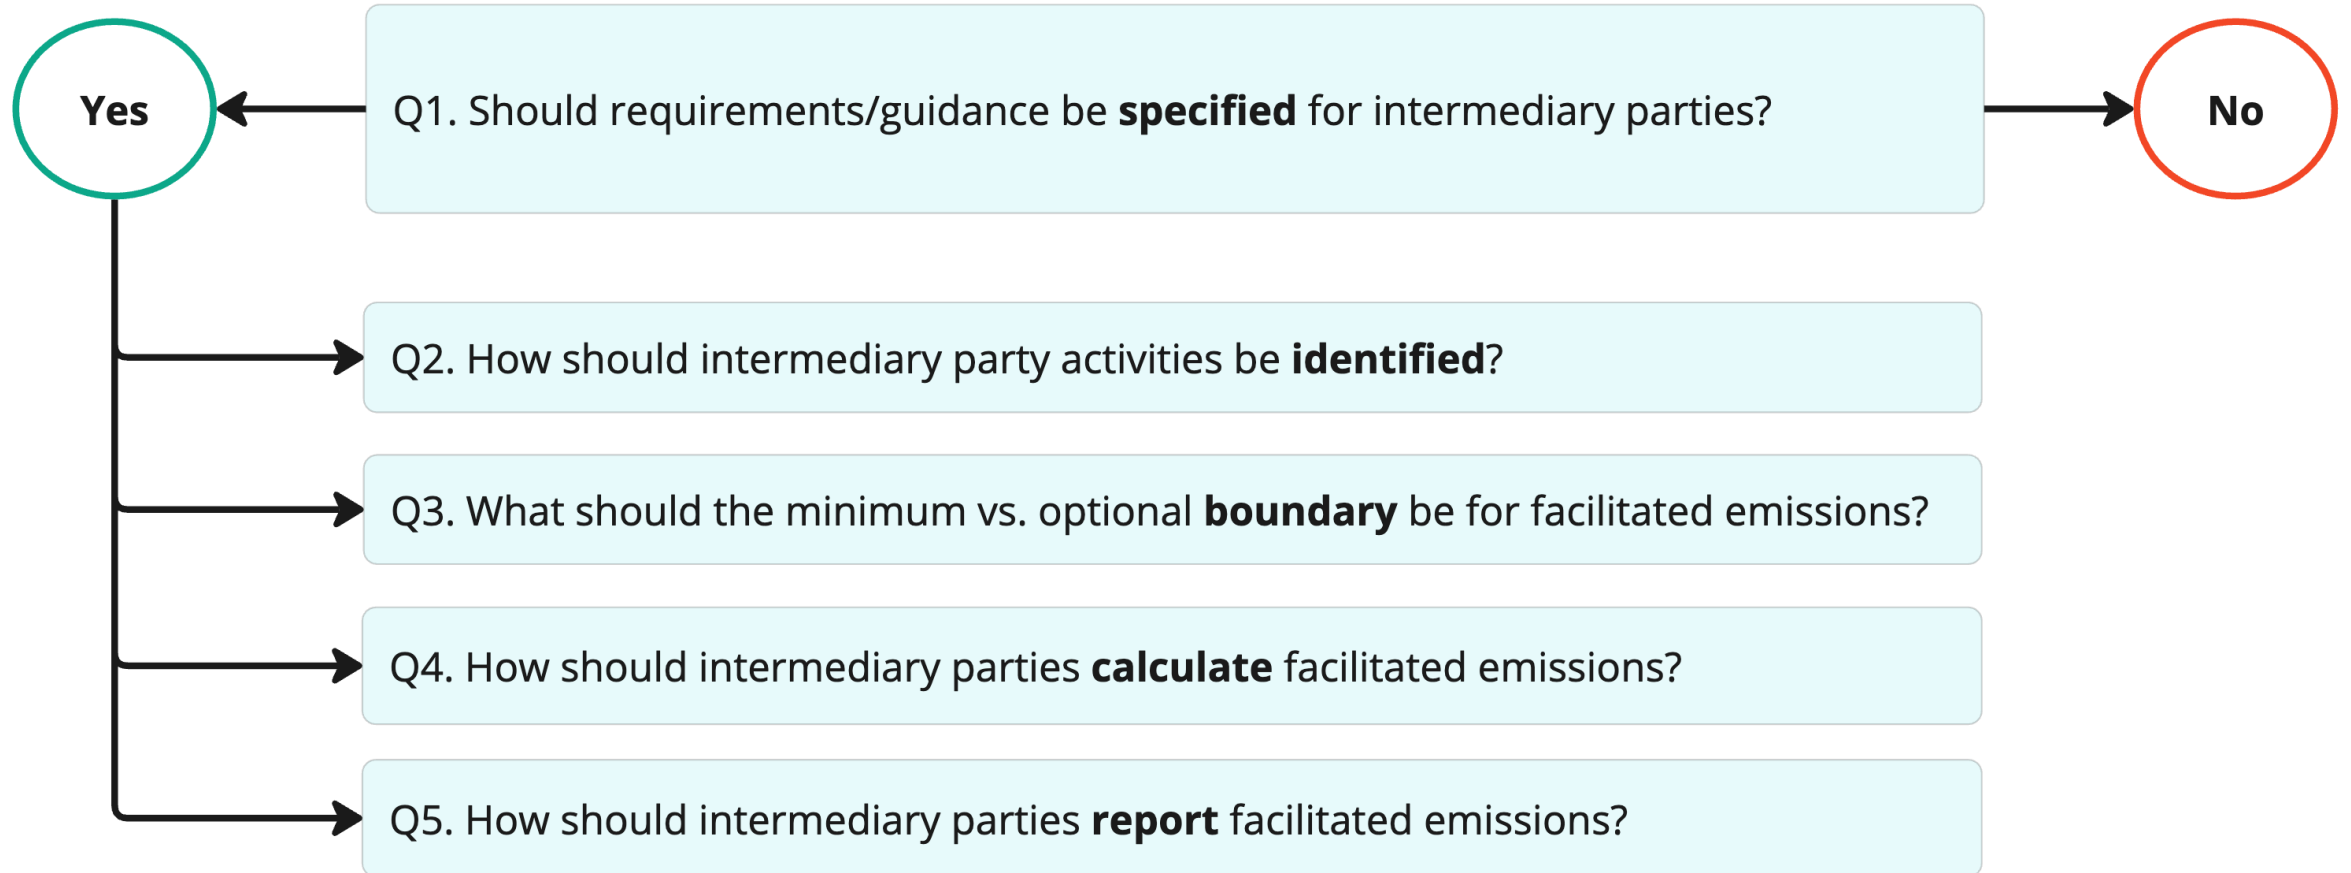 Yes
Q1. Should requirements/guidance be specified for intermediary parties?
No
Q2. How should intermediary party activities be identified?
Q3. What should the minimum vs. optional boundary be for facilitated emissions?
Q4. How should intermediary parties calculate facilitated emissions?
Q5. How should intermediary parties report facilitated emissions?